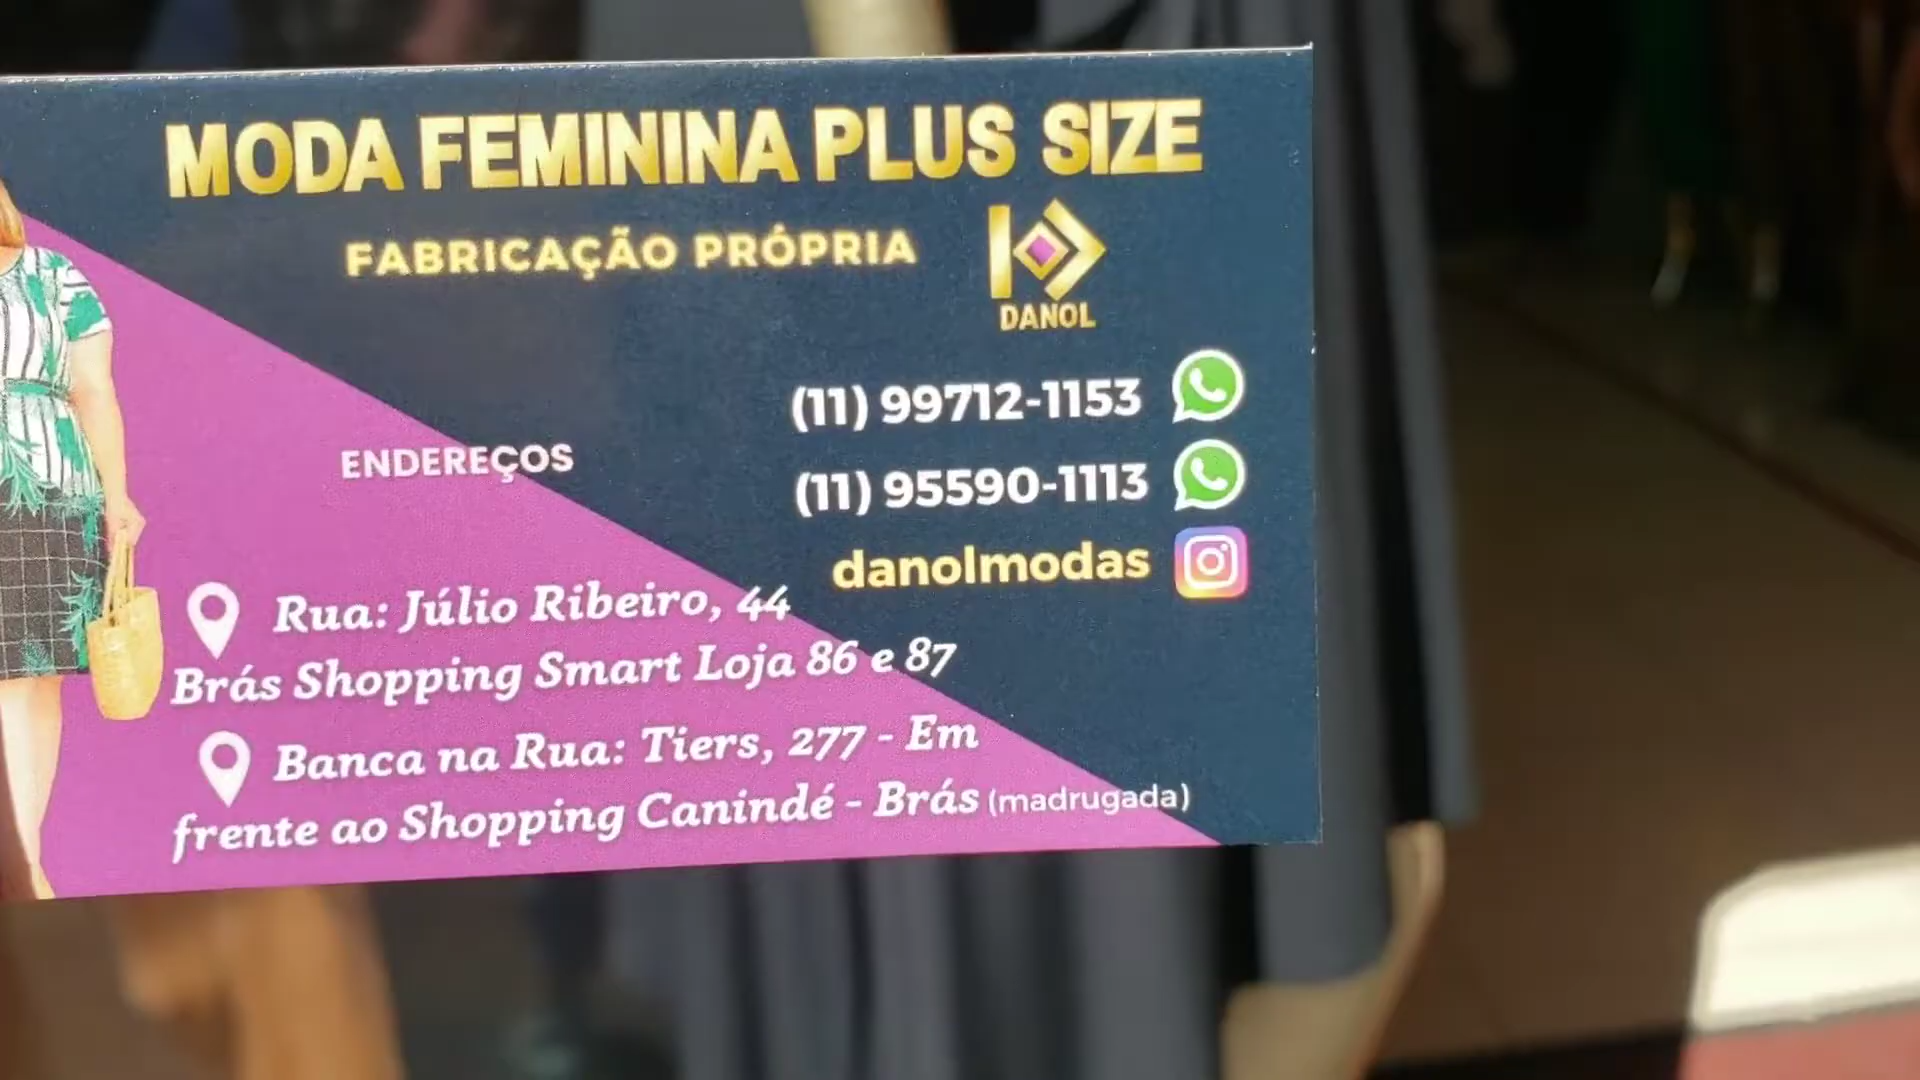 MODA FEMININA PLUS SIZE
FABRICAÇÃO PRÓPRIA
DANOL
(11) 99712-1153
(11) 95590-1113
danolmodas
ENDEREÇOS
Rua: Júlio Ribeiro, 44
Brás Shopping Smart Loja 86 e 87
Banca na Rua: Tiers, 277 - Em
frente ao Shopping Canindé - Brás (madrugada)